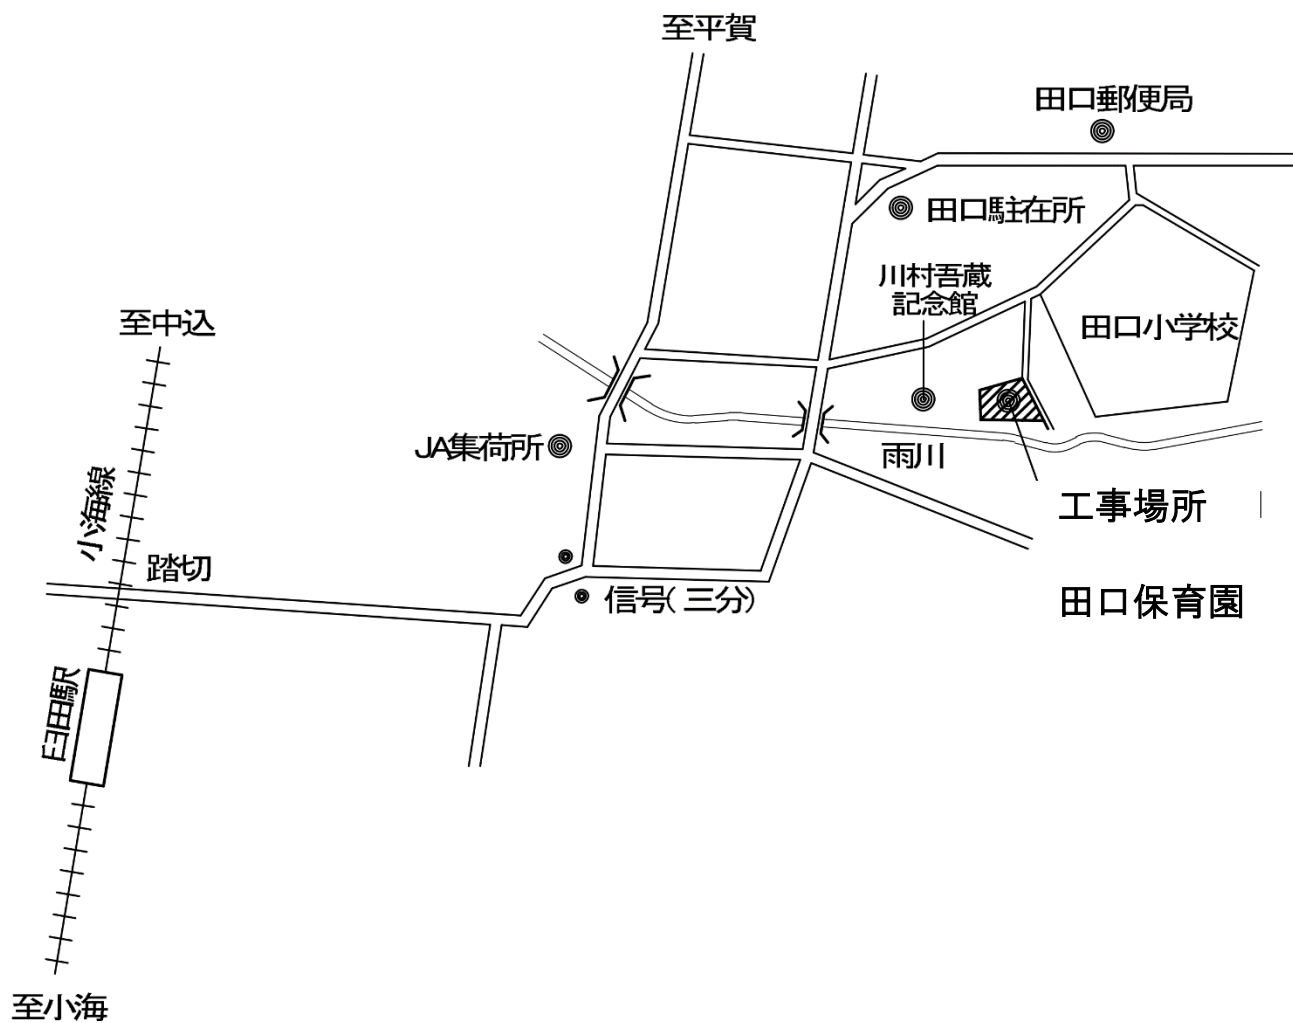 至平賀
田口郵便局
田口駐在所
川村吾蔵
記念館
至中込
田口小学校
JA集荷所
雨川
小海線
工事場所
踏切
信号(三分)
田口保育園
臼田駅
至小海